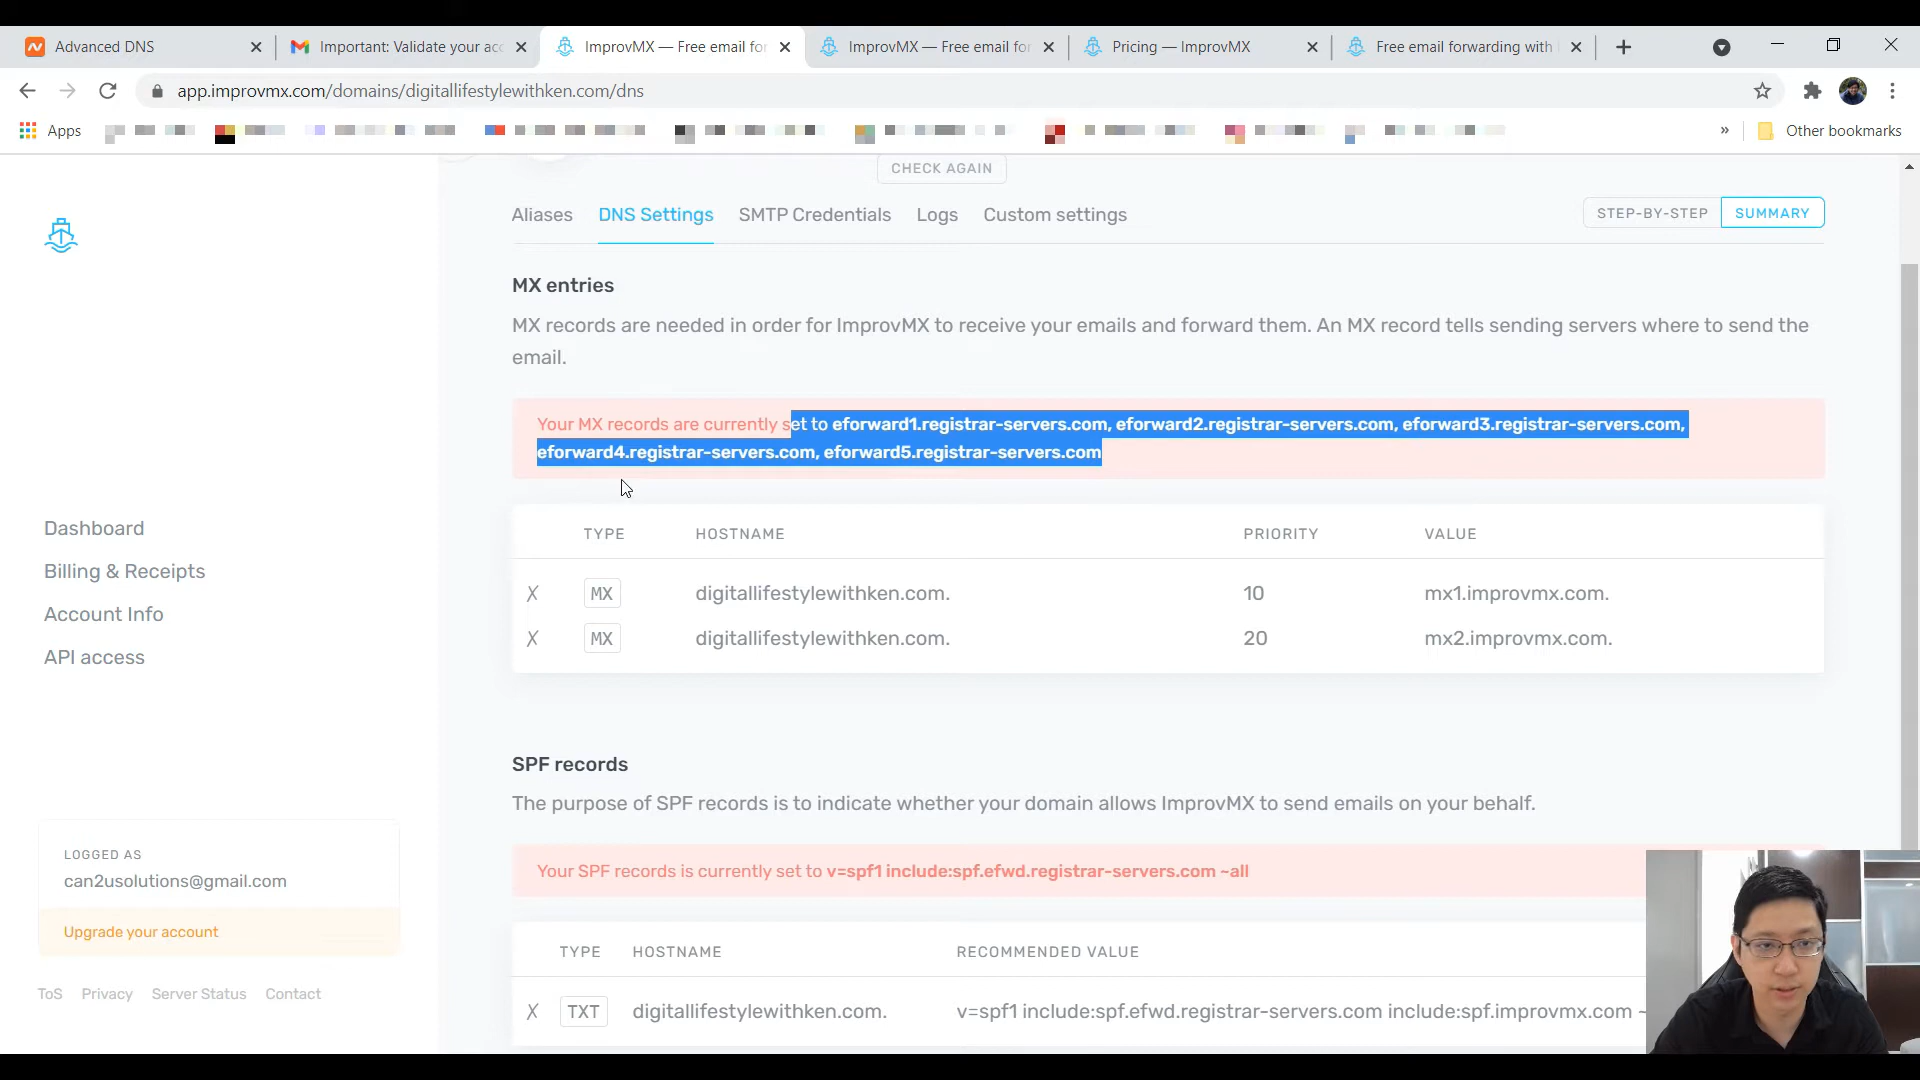 Advanced DNS
Important: Validate your acc
ImprovMX — Free email for
ImprovMX — Free email for
Pricing — ImprovMX
Free email forwarding with
app.improvmx.com/domains/digitallifestylewithken.com/dns
Apps
»
Other bookmarks
CHECK AGAIN
Aliases DNS Settings SMTP Credentials Logs Custom settings
STEP-BY-STEP SUMMARY
MX entries
MX records are needed in order for ImprovMX to receive your emails and forward them. An MX record tells sending servers where to send the
email.
Your MX records are currently set to eforward1.registrar-servers.com, eforward2.registrar-servers.com, eforward3.registrar-servers.com,
eforward4.registrar-servers.com, eforward5.registrar-servers.com
TYPE HOSTNAME PRIORITY VALUE
X MX digitallifestylewithken.com. 10 mx1.improvmx.com.
X MX digitallifestylewithken.com. 20 mx2.improvmx.com.
SPF records
The purpose of SPF records is to indicate whether your domain allows ImprovMX to send emails on your behalf.
Your SPF records is currently set to v=spf1 include:spf.efwd.registrar-servers.com ~all
TYPE HOSTNAME RECOMMENDED VALUE
X TXT digitallifestylewithken.com. v=spf1 include:spf.efwd.registrar-servers.com include:spf.improvmx.com ~
Dashboard
Billing & Receipts
Account Info
API access
LOGGED AS
can2usolutions@gmail.com
Upgrade your account
ToS Privacy Server Status Contact